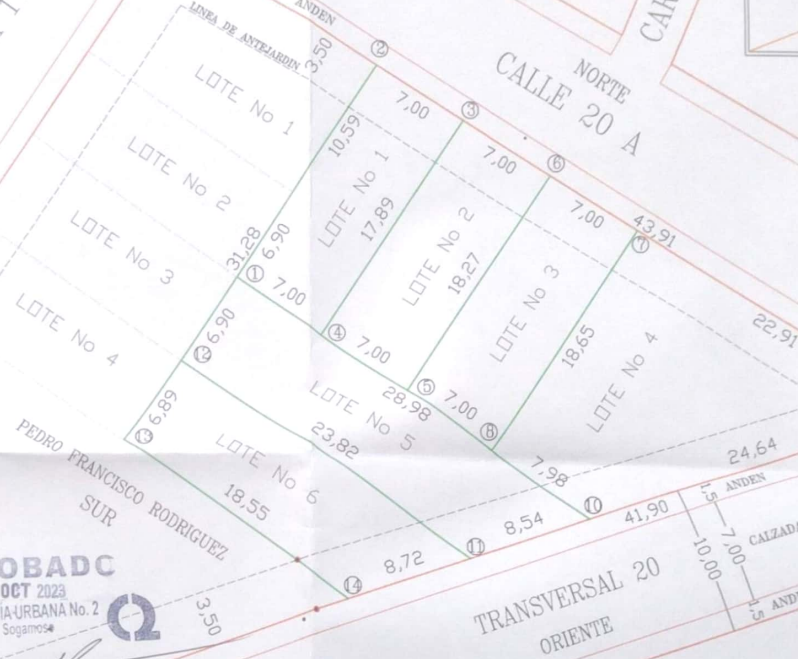 ANDEN
LINEA DE ANTEJARDIN
3,50
②
LOTE No 1
7,00
③
CALLE 20 A
NORTE
CAR
10,59
LOTE No 1
17,89
7,00
⑥
LOTE No 2
LOTE No 2
18,27
7,00
43,91
⑦
31,28
6,90
①
7,00
LOTE No 3
LOTE No 3
18,65
22,91
LOTE No 4
6,90
④
7,00
LOTE No 4
⑫
⑤
28,98
7,00
⑧
LOTE No 5
6,89
⑬
23,82
LOTE No 6
7,98
⑩
24,64
18,55
PEDRO FRANCISCO RODRIGUEZ
SUR
8,54
41,90
1,5
ANDEN
7,00
10,00
CALZADA
8,72
⑪
⑭
TRANSVERSAL 20
ORIENTE
1,5
AND
3,50
OBADO
OCT 2023
ÍA URBANA No. 2
Sogamoso